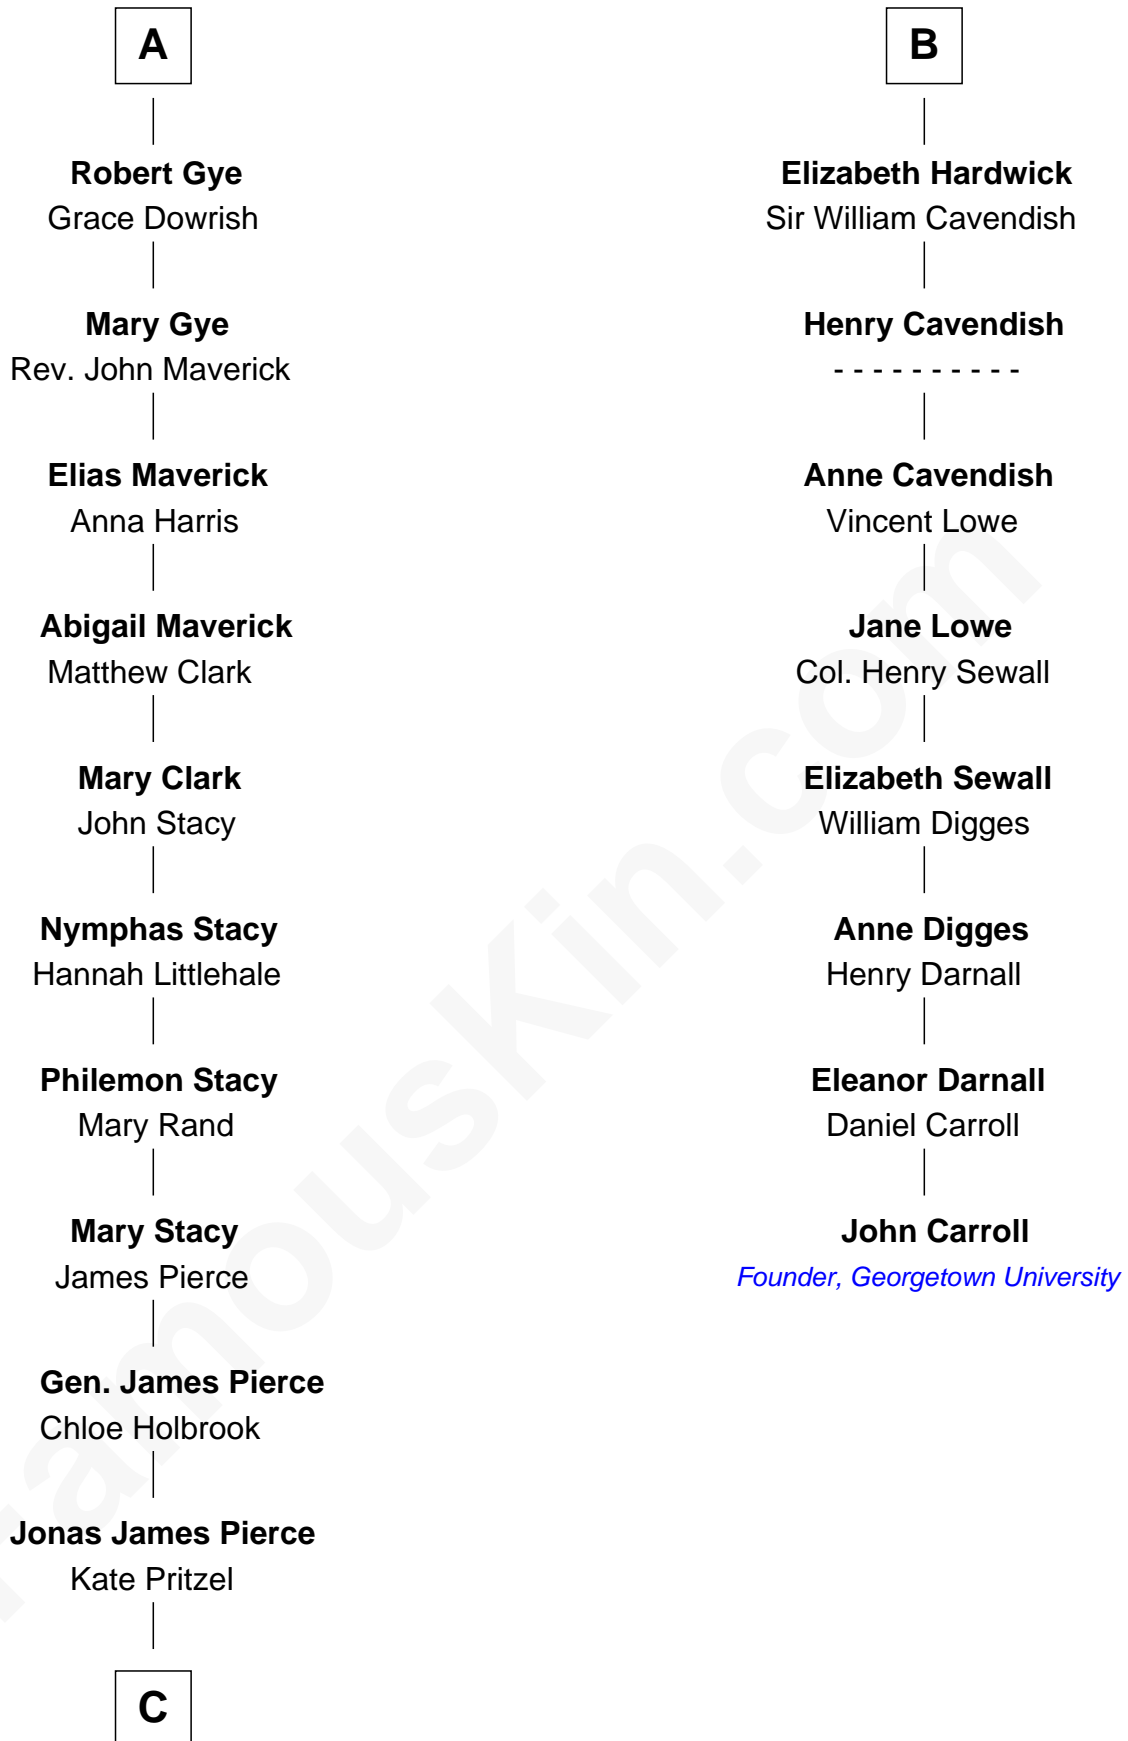 A
Robert Gye
Grace Dowrish
Mary Gye
Rev. John Maverick
Elias Maverick
Anna Harris
Abigail Maverick
Matthew Clark
Mary Clark
John Stacy
Nymphas Stacy
Hannah Littlehale
Philemon Stacy
Mary Rand
Mary Stacy
James Pierce
Gen. James Pierce
Chloe Holbrook
Jonas James Pierce
Kate Pritzel
C
B
Elizabeth Hardwick
Sir William Cavendish
Henry Cavendish
- - - - - - - - - -
Anne Cavendish
Vincent Lowe
Jane Lowe
Col. Henry Sewall
Elizabeth Sewall
William Digges
Anne Digges
Henry Darnall
Eleanor Darnall
Daniel Carroll
John Carroll
Founder, Georgetown University
FamousKin.com